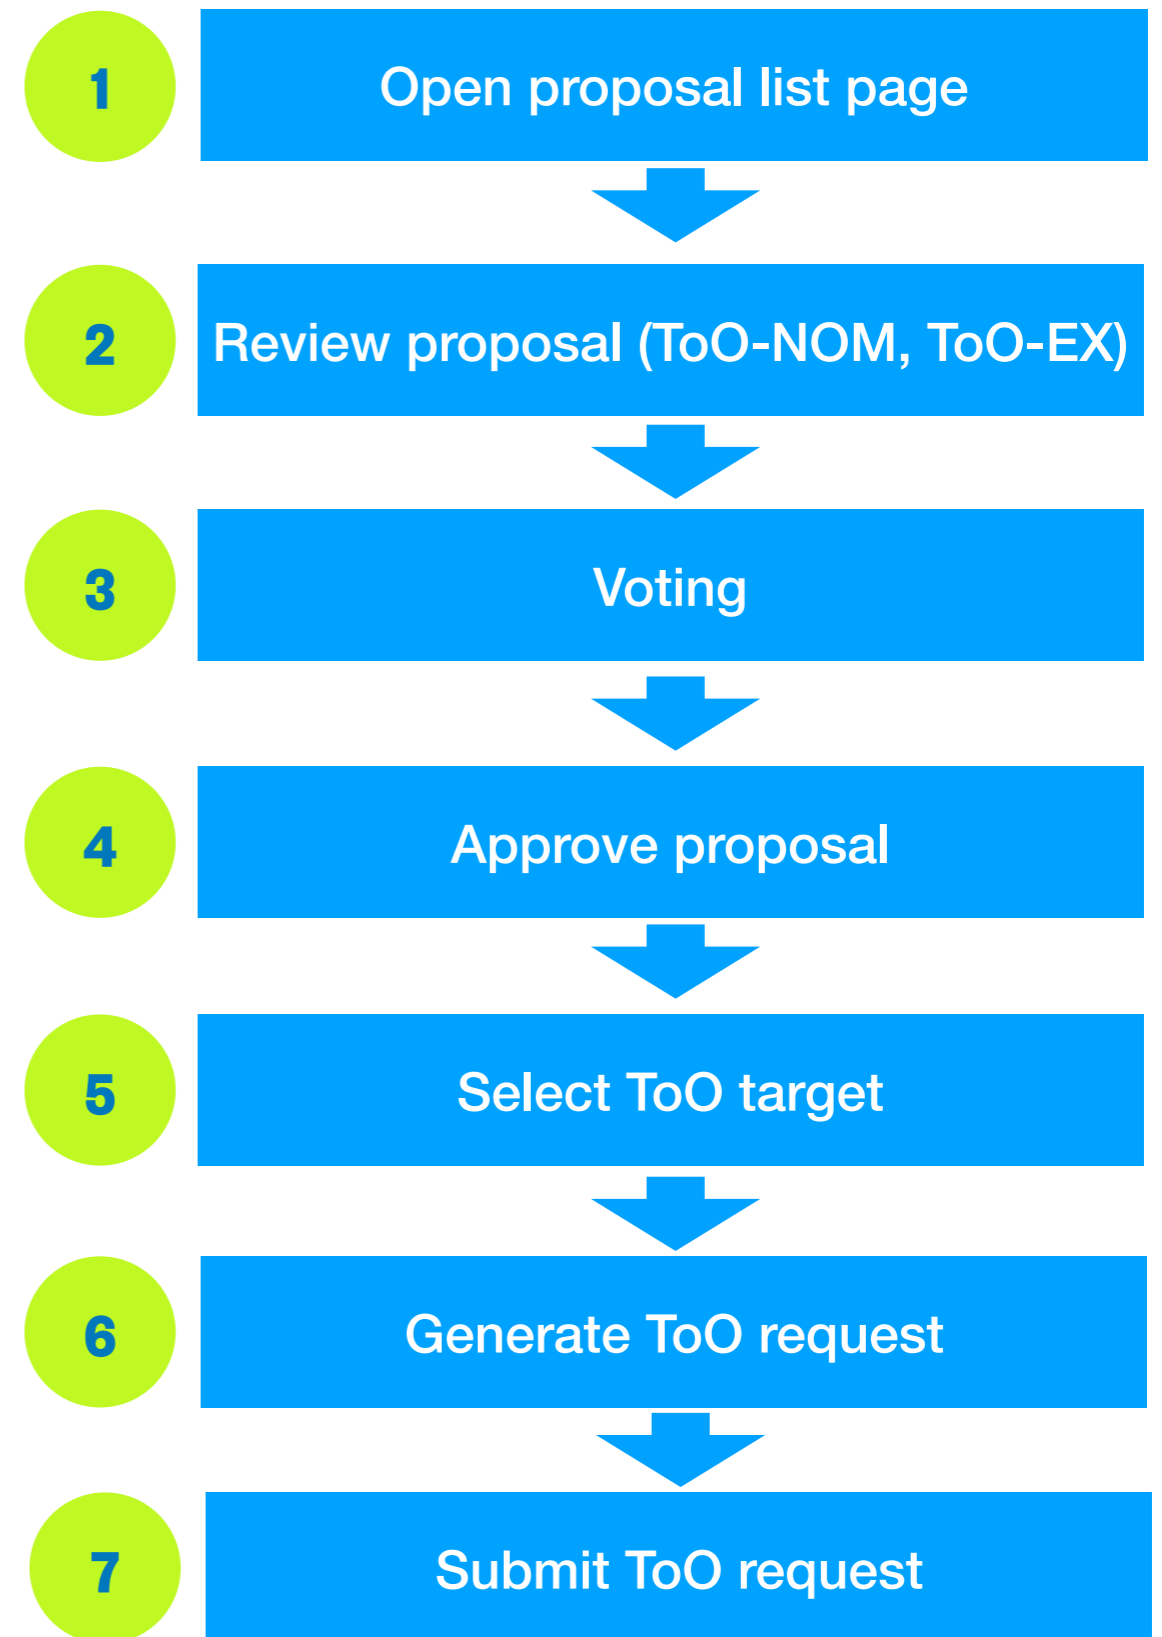 1
Open proposal list page
2
Review proposal (ToO-NOM, ToO-EX)
3
Voting
4
Approve proposal
5
Select ToO target
6
Generate ToO request
7
Submit ToO request